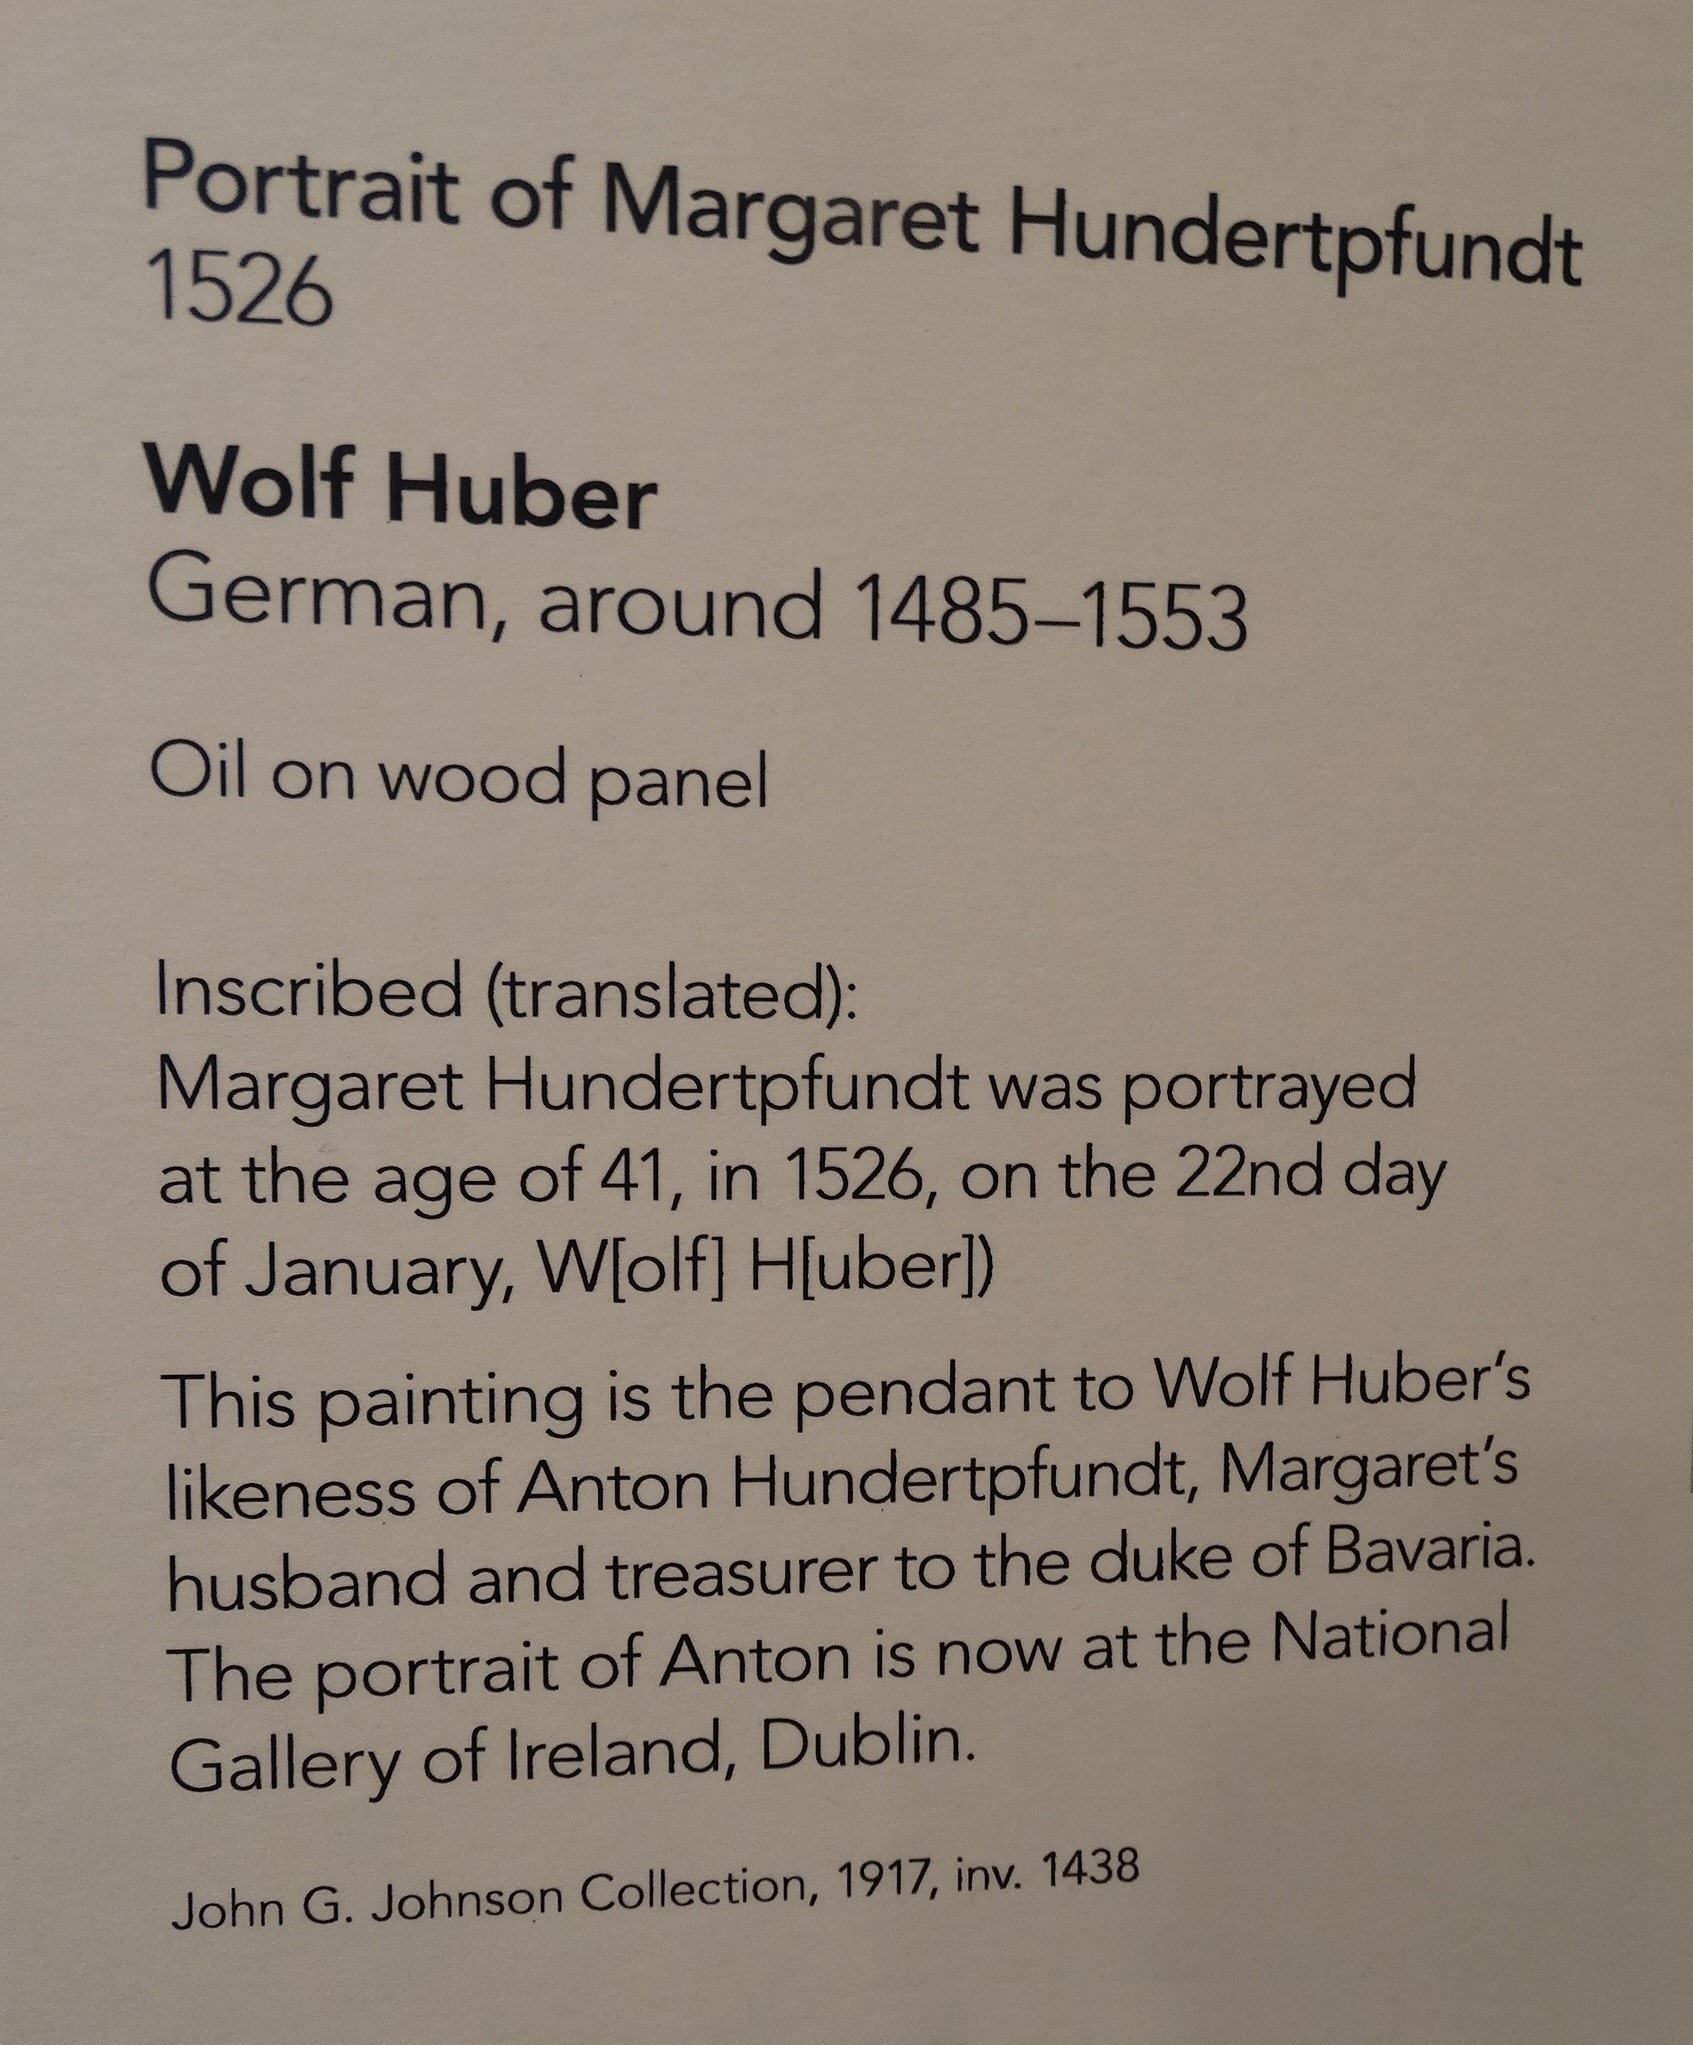 Portrait of Margaret Hundertpfundt
1526
Wolf Huber
German, around 1485–1553
Oil on wood panel
Inscribed (translated):
Margaret Hundertpfundt was portrayed
at the age of 41, in 1526, on the 22nd day
of January, W[olf] H[uber])
This painting is the pendant to Wolf Huber’s
likeness of Anton Hundertpfundt, Margaret’s
husband and treasurer to the duke of Bavaria.
The portrait of Anton is now at the National
Gallery of Ireland, Dublin.
John G. Johnson Collection, 1917, inv. 1438